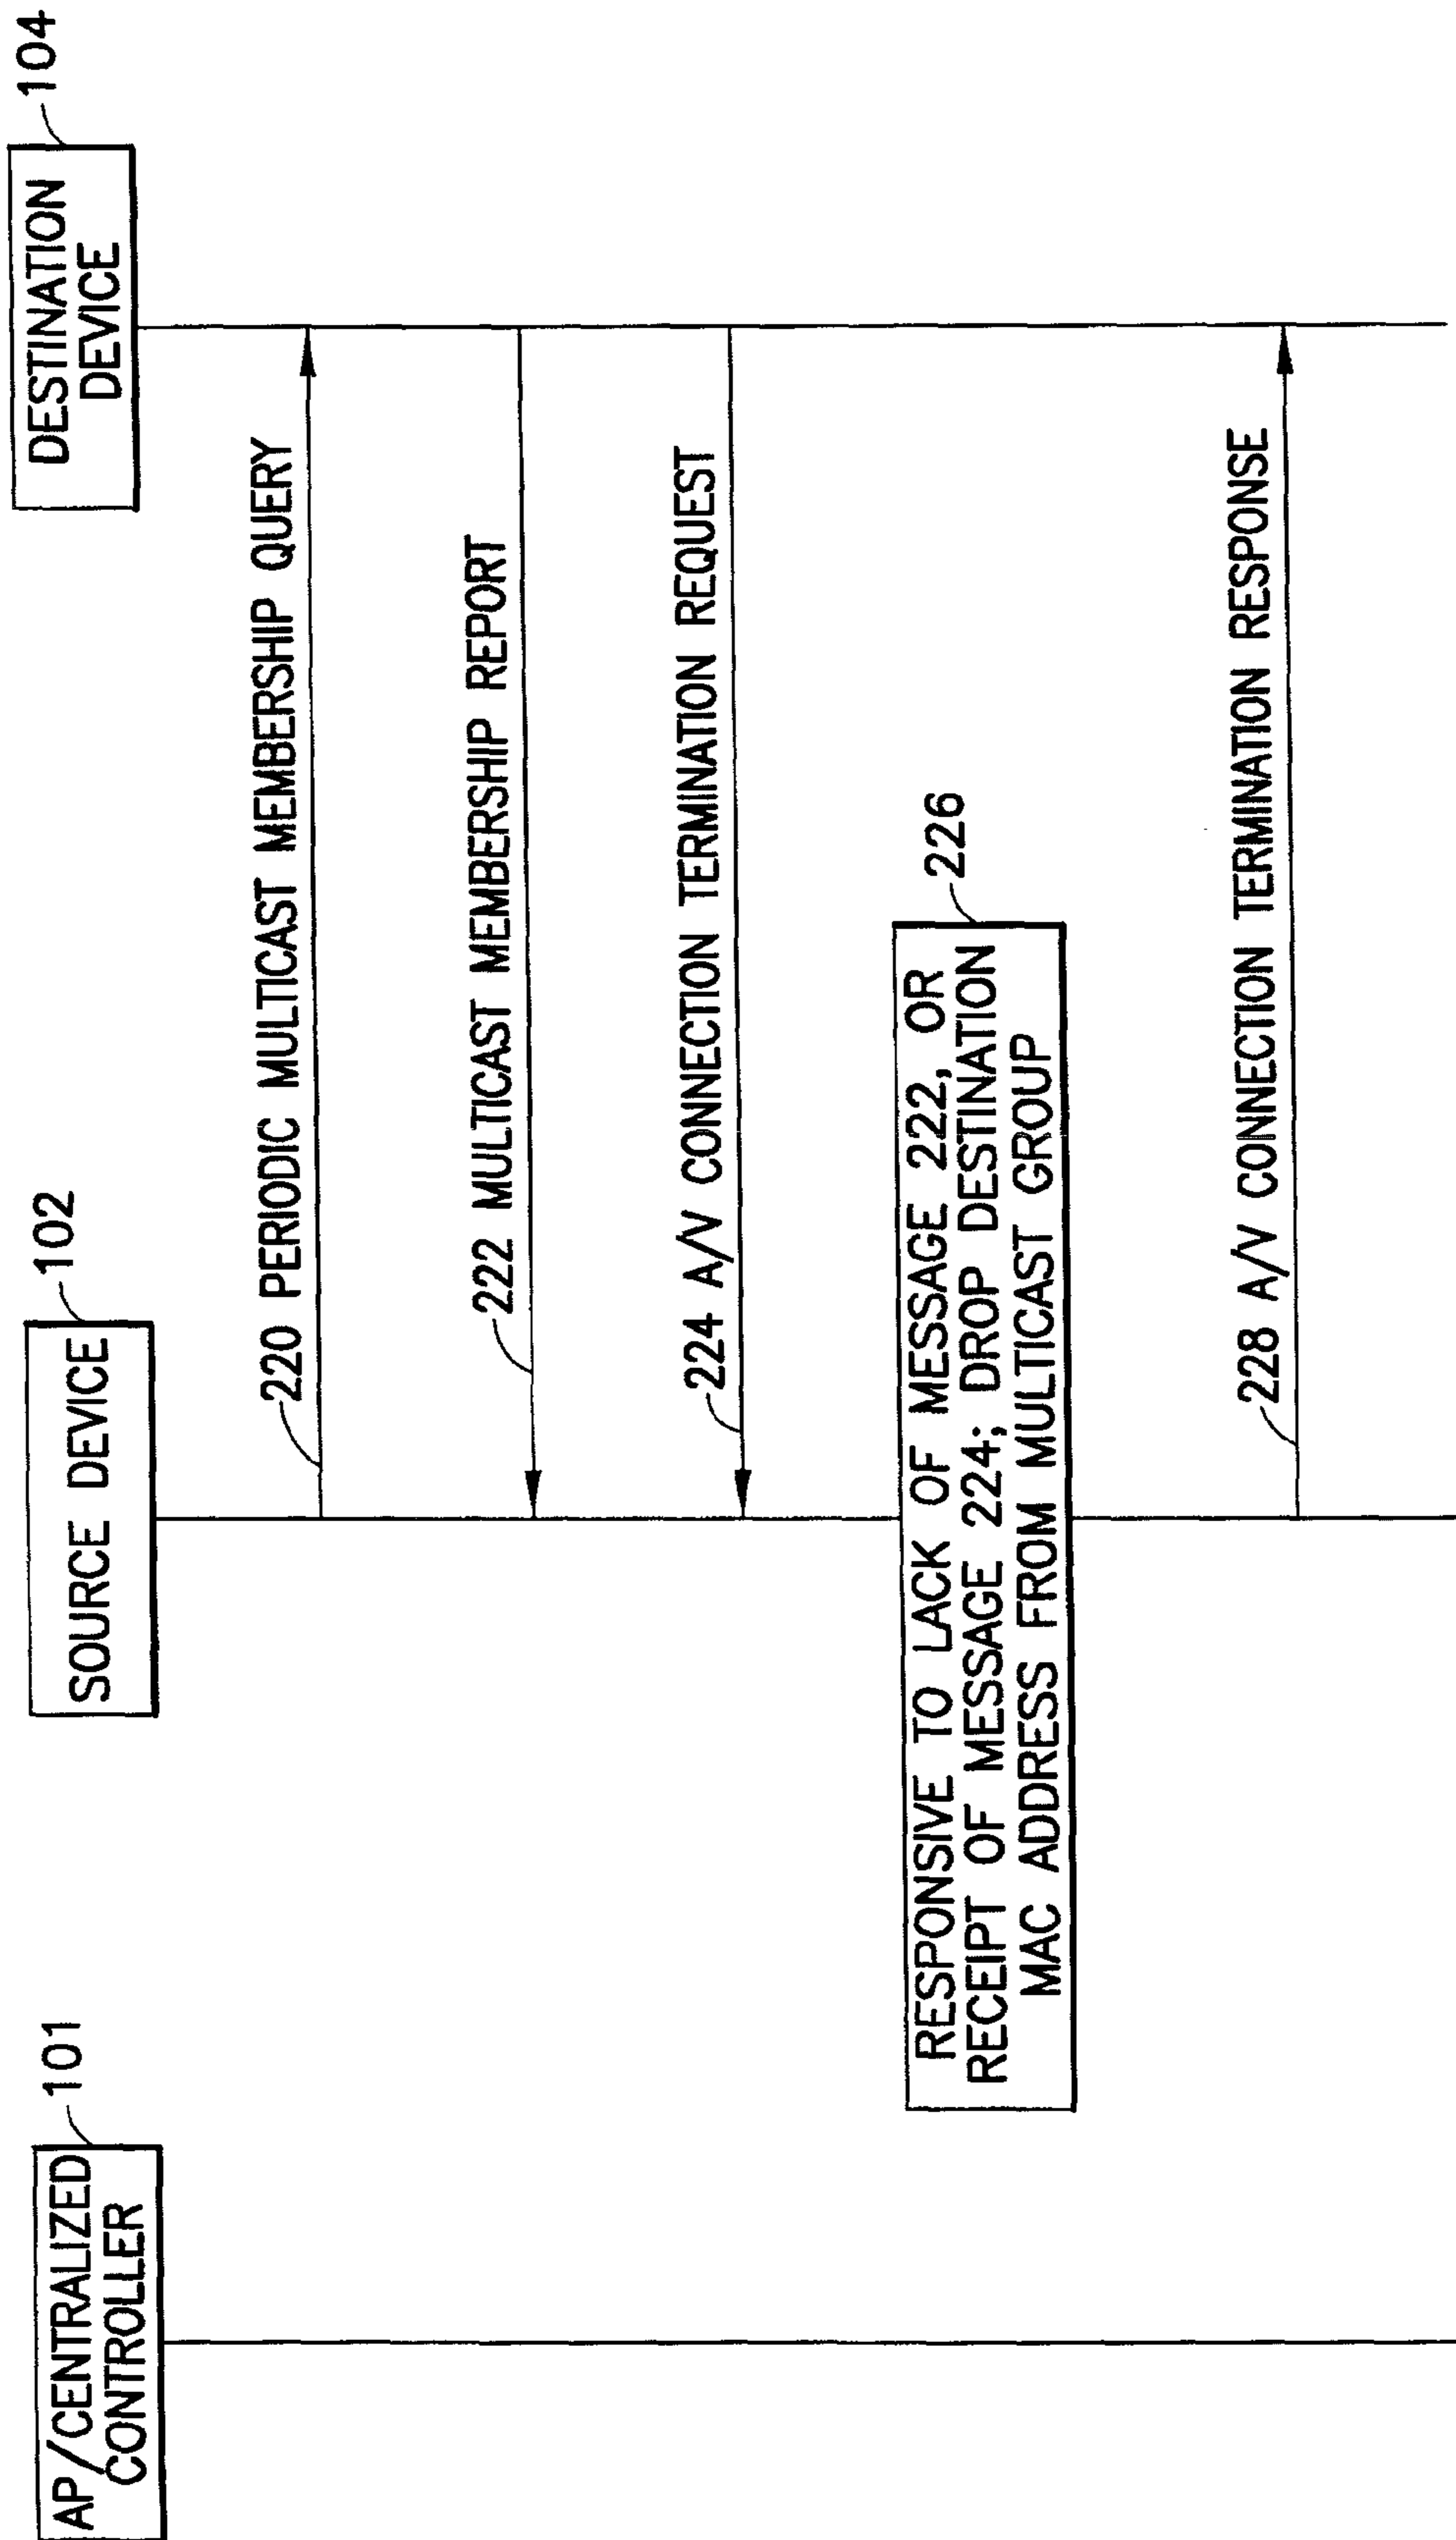 AP/CENTRALIZED
CONTROLLER
101
SOURCE DEVICE
102
DESTINATION
DEVICE
104
220 PERIODIC MULTICAST MEMBERSHIP QUERY
222 MULTICAST MEMBERSHIP REPORT
224 A/V CONNECTION TERMINATION REQUEST
RESPONSIVE TO LACK OF MESSAGE 222, OR
RECEIPT OF MESSAGE 224; DROP DESTINATION
MAC ADDRESS FROM MULTICAST GROUP
226
228 A/V CONNECTION TERMINATION RESPONSE